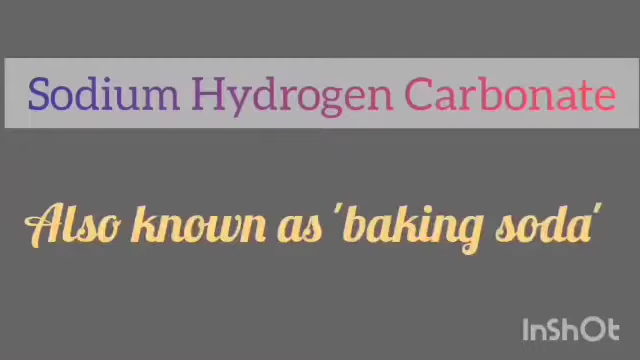 Sodium Hydrogen Carbonate
Also known as 'baking soda'
InShOt